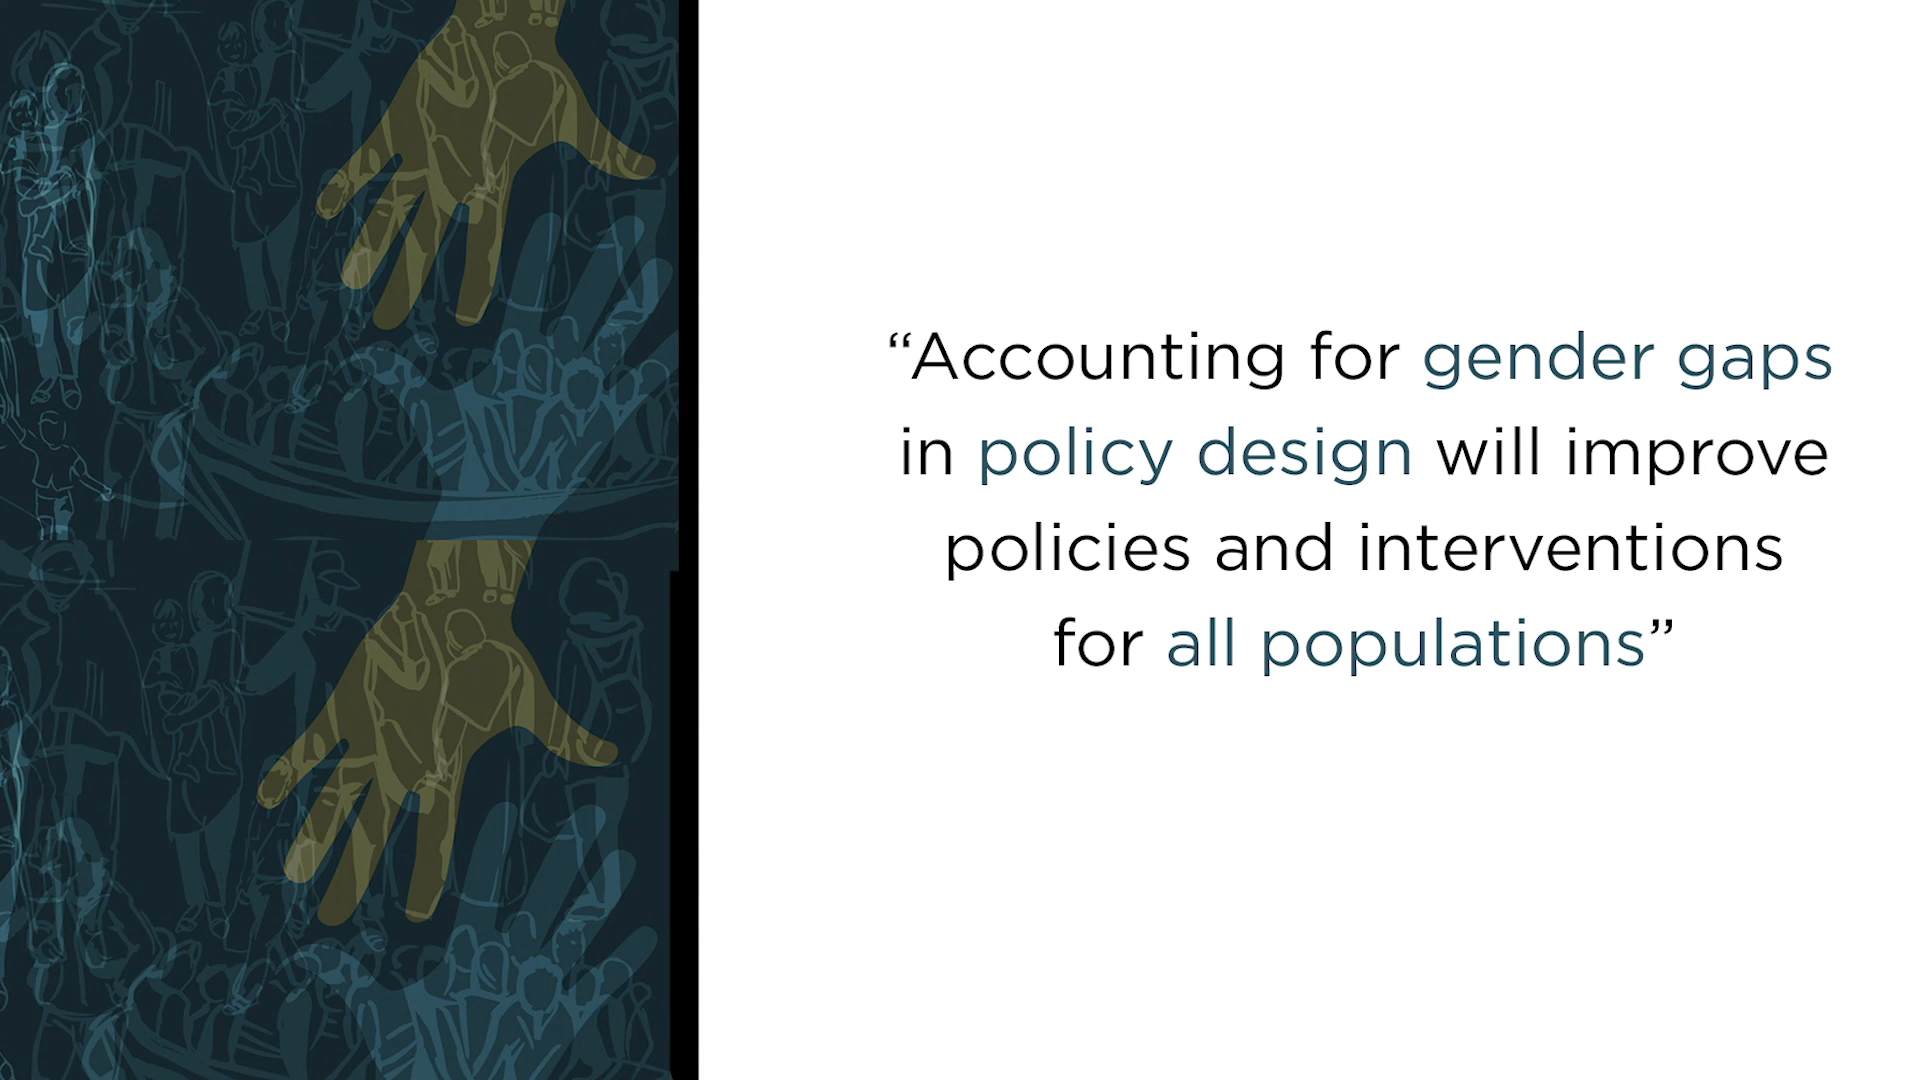 “Accounting for gender gaps
in policy design will improve
policies and interventions
for all populations”